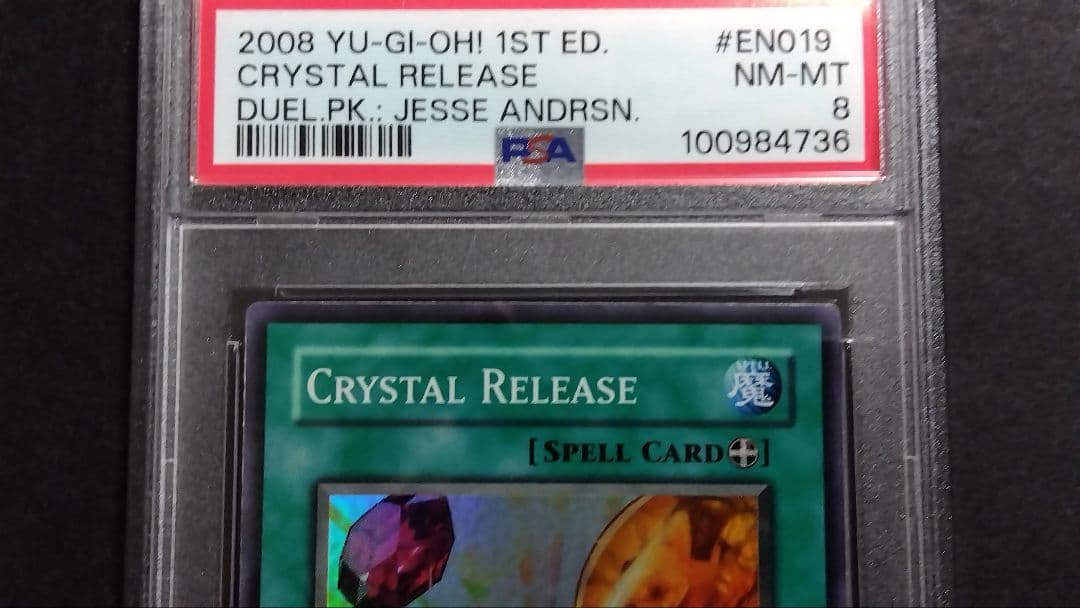 2008 YU-GI-OH! 1ST ED. #EN019
CRYSTAL RELEASE NM-MT
DUEL.PK.: JESSE ANDRSN. 8
PSA 100984736
CRYSTAL RELEASE
SPELL
魔
[SPELL CARD]